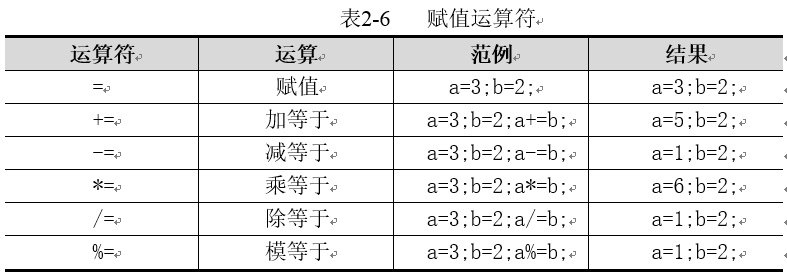 表2-6 赋值运算符
运算符 运算 范例 结果
= 赋值 a=3;b=2; a=3;b=2;
+= 加等于 a=3;b=2;a+=b; a=5;b=2;
-= 减等于 a=3;b=2;a-=b; a=1;b=2;
*= 乘等于 a=3;b=2;a*=b; a=6;b=2;
/= 除等于 a=3;b=2;a/=b; a=1;b=2;
%= 模等于 a=3;b=2;a%=b; a=1;b=2;